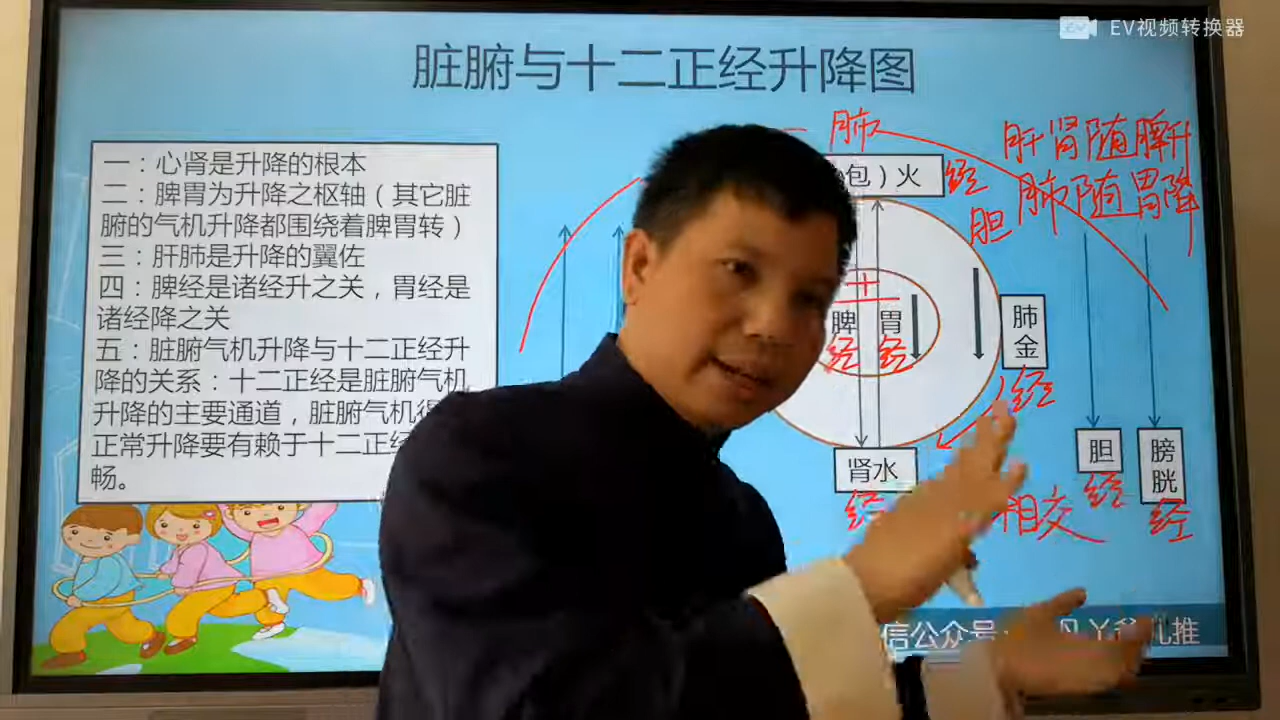 EV视频转换器
脏腑与十二正经升降图
一：心肾是升降的根本
二：脾胃为升降之枢轴（其它脏
腑的气机升降都围绕着脾胃转）
三：肝肺是升降的翼佐
四：脾经是诸经升之关，胃经是
诸经降之关
五：脏腑气机升降与十二正经升
降的关系：十二正经是脏腑气机
升降的主要通道，脏腑气机得
正常升降要有赖于十二正经
畅。
肺
肝肾随脾升
肺随胃降
包）火
经
胆
脾 胃
经 经
肺
金
经
肾水
经
相交
胆
经
膀
胱
经
信公众号
推